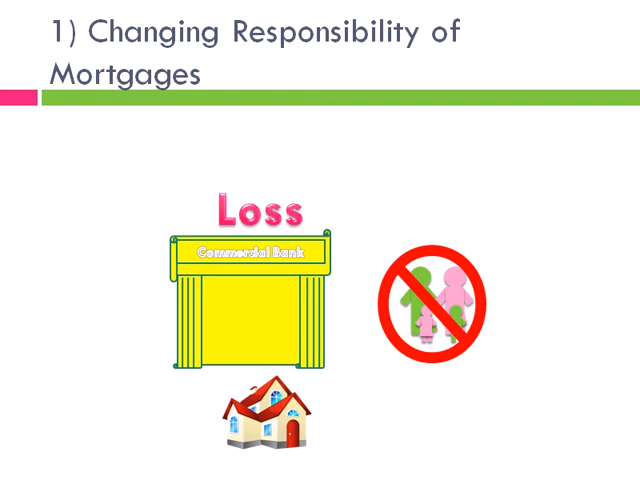 1) Changing Responsibility of
Mortgages
Loss
Commercial Bank